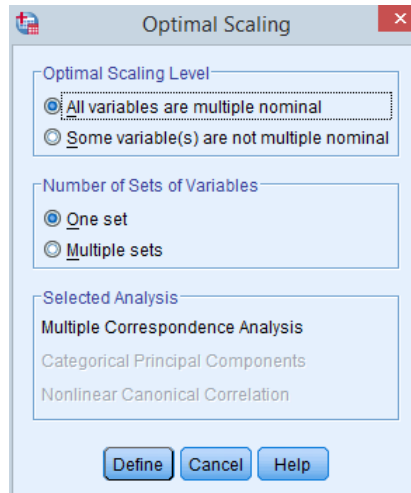 Optimal Scaling
Optimal Scaling Level
All variables are multiple nominal
Some variable(s) are not multiple nominal
Number of Sets of Variables
One set
Multiple sets
Selected Analysis
Multiple Correspondence Analysis
Categorical Principal Components
Nonlinear Canonical Correlation
Define Cancel Help